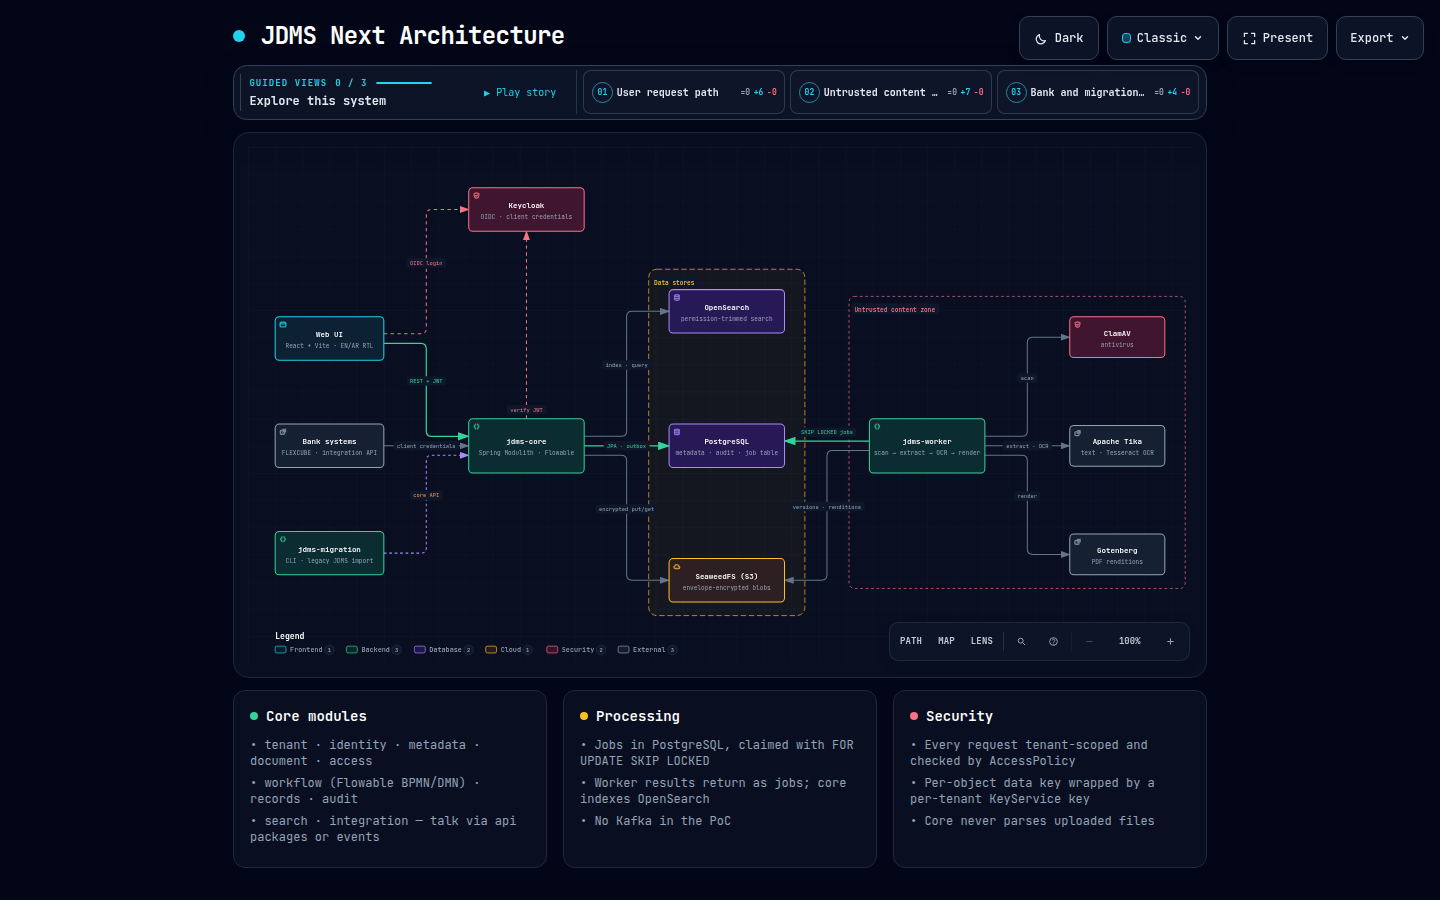 JDMS Next Architecture
Dark
Classic
Present
Export
GUIDED VIEWS 0 / 3
Explore this system
▶ Play story
01 User request path =0 +6 -0
02 Untrusted content … =0 +7 -0
03 Bank and migration… =0 +4 -0
Keycloak
OIDC · client credentials
OIDC login
Data stores
OpenSearch
permission-trimmed search
Untrusted content zone
Web UI
React + Vite · EN/AR RTL
ClamAV
antivirus
index · query
REST + JWT
scan
verify JWT
Bank systems
FLEXCUBE · integration API
client credentials
jdms-core
Spring Modulith · Flowable
JPA · outbox
PostgreSQL
metadata · audit · job table
SKIP LOCKED jobs
jdms-worker
scan → extract → OCR → render
extract · OCR
Apache Tika
text · Tesseract OCR
core API
encrypted put/get
versions · renditions
render
jdms-migration
CLI · legacy JDMS import
SeaweedFS (S3)
envelope-encrypted blobs
Gotenberg
PDF renditions
Legend
Frontend 1
Backend 3
Database 2
Cloud 1
Security 2
External 3
PATH
MAP
LENS
100%
Core modules
• tenant · identity · metadata ·
document · access
• workflow (Flowable BPMN/DMN) ·
records · audit
• search · integration — talk via api
packages or events
Processing
• Jobs in PostgreSQL, claimed with FOR
UPDATE SKIP LOCKED
• Worker results return as jobs; core
indexes OpenSearch
• No Kafka in the PoC
Security
• Every request tenant-scoped and
checked by AccessPolicy
• Per-object data key wrapped by a
per-tenant KeyService key
• Core never parses uploaded files